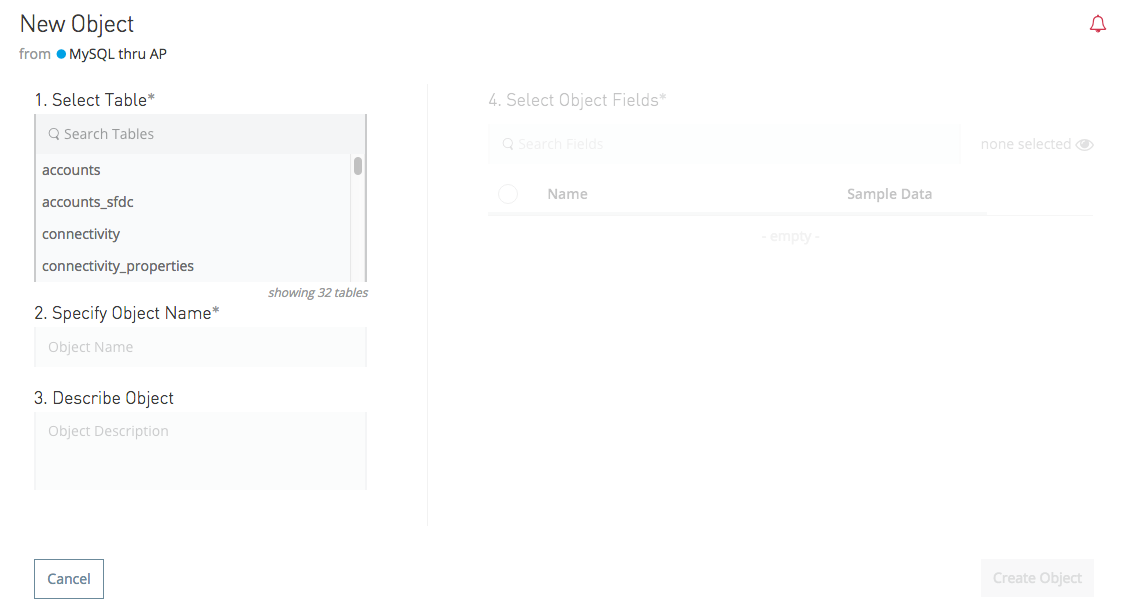 New Object
from MySQL thru AP
1. Select Table*
Search Tables
accounts
accounts_sfdc
connectivity
connectivity_properties
showing 32 tables
2. Specify Object Name*
Object Name
3. Describe Object
Object Description
4. Select Object Fields*
Search Fields
none selected
Name Sample Data
- empty -
Cancel
Create Object